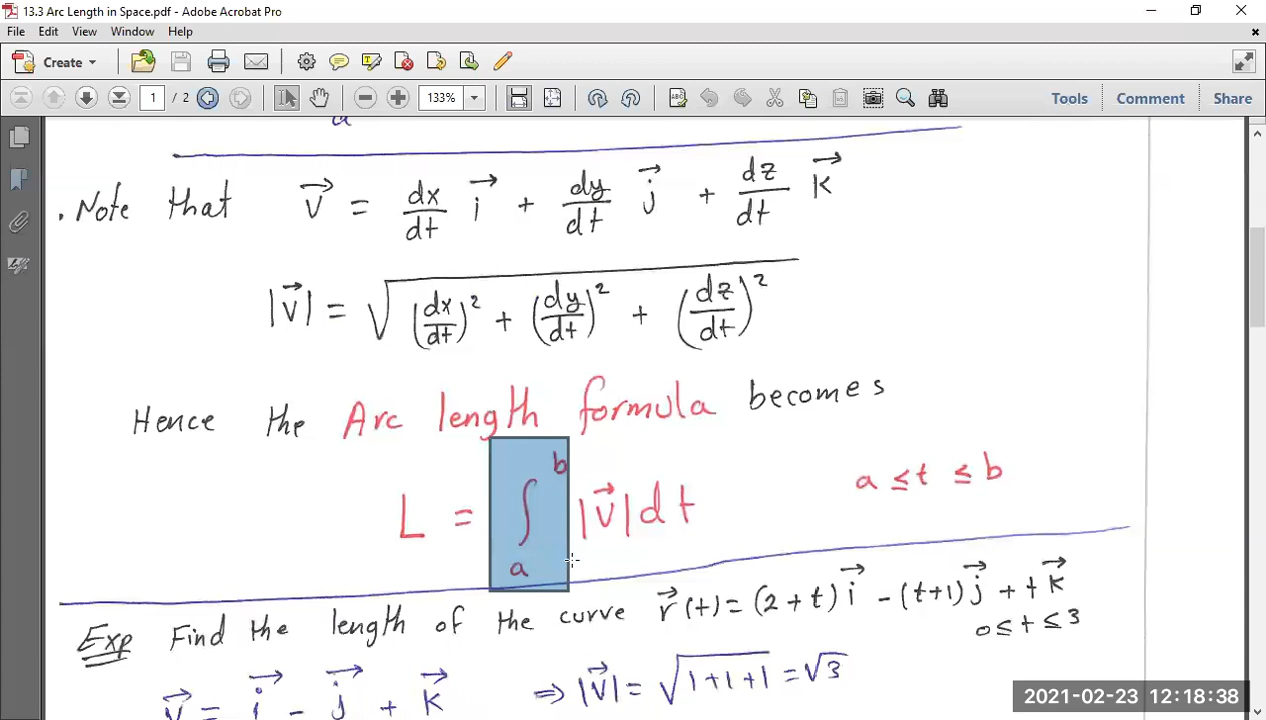 13.3 Arc Length in Space.pdf - Adobe Acrobat Pro
File Edit View Window Help
Create
1 / 2 133% Tools Comment Share
a
. Note that v⃗ = dx/dt i⃗ + dy/dt j⃗ + dz/dt k⃗
|v⃗| = √((dx/dt)² + (dy/dt)² + (dz/dt)²)
Hence the Arc length formula becomes
L = ∫ₐᵇ |v⃗| dt a ≤ t ≤ b
Exp Find the length of the curve r⃗(t) = (2+t) i⃗ - (t+1) j⃗ + t k⃗
0 ≤ t ≤ 3
v⃗ = i⃗ - j⃗ + k⃗ ⇒ |v⃗| = √(1+1+1) = √3
2021-02-23 12:18:38